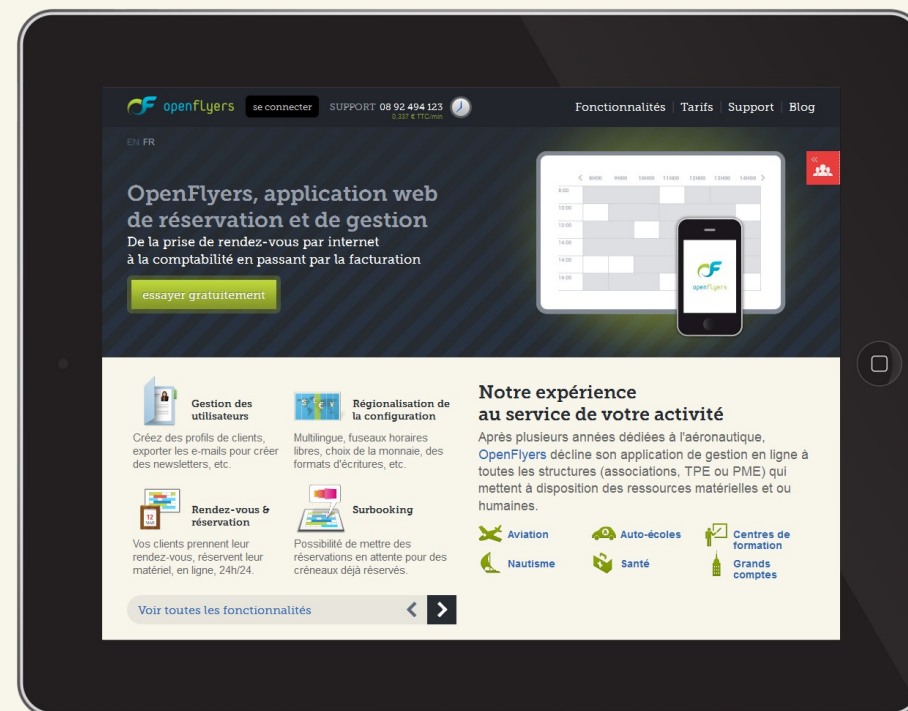 openflyers
se connecter
SUPPORT 08 92 494 123
0,337 € TTC/min
Fonctionnalités | Tarifs | Support | Blog
EN FR
OpenFlyers, application web
de réservation et de gestion
De la prise de rendez-vous par internet
à la comptabilité en passant par la facturation
essayer gratuitement
openflyers
Gestion des
utilisateurs
Créez des profils de clients,
exporter les e-mails pour créer
des newsletters, etc.
Régionalisation de
la configuration
Multilingue, fuseaux horaires
libres, choix de la monnaie, des
formats d'écritures, etc.
12
Rendez-vous &
réservation
Vos clients prennent leur
rendez-vous, réservent leur
matériel, en ligne, 24h/24.
Surbooking
Possibilité de mettre des
réservations en attente pour des
créneaux déjà réservés.
Voir toutes les fonctionnalités
Notre expérience
au service de votre activité
Après plusieurs années dédiées à l'aéronautique,
OpenFlyers décline son application de gestion en ligne à
toutes les structures (associations, TPE ou PME) qui
mettent à disposition des ressources matérielles et ou
humaines.
Aviation
Auto-écoles
Centres de
formation
Nautisme
Santé
Grands
comptes